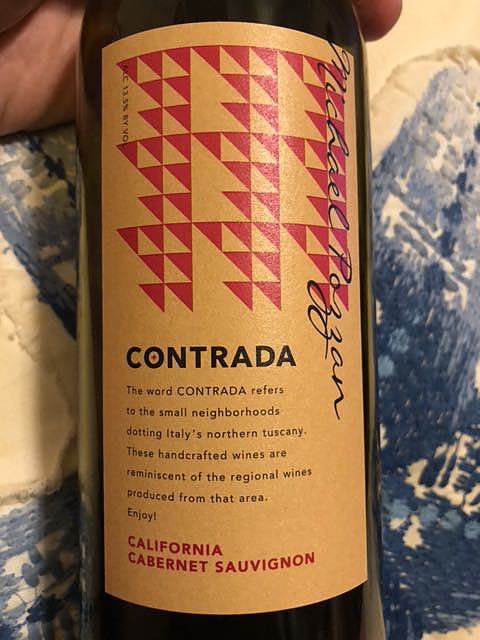 ALC 13.5% BY VOL
Michael Pozzan
CONTRADA
The word CONTRADA refers
to the small neighborhoods
dotting Italy's northern tuscany.
These handcrafted wines are
reminiscent of the regional wines
produced from that area.
Enjoy!
CALIFORNIA
CABERNET SAUVIGNON